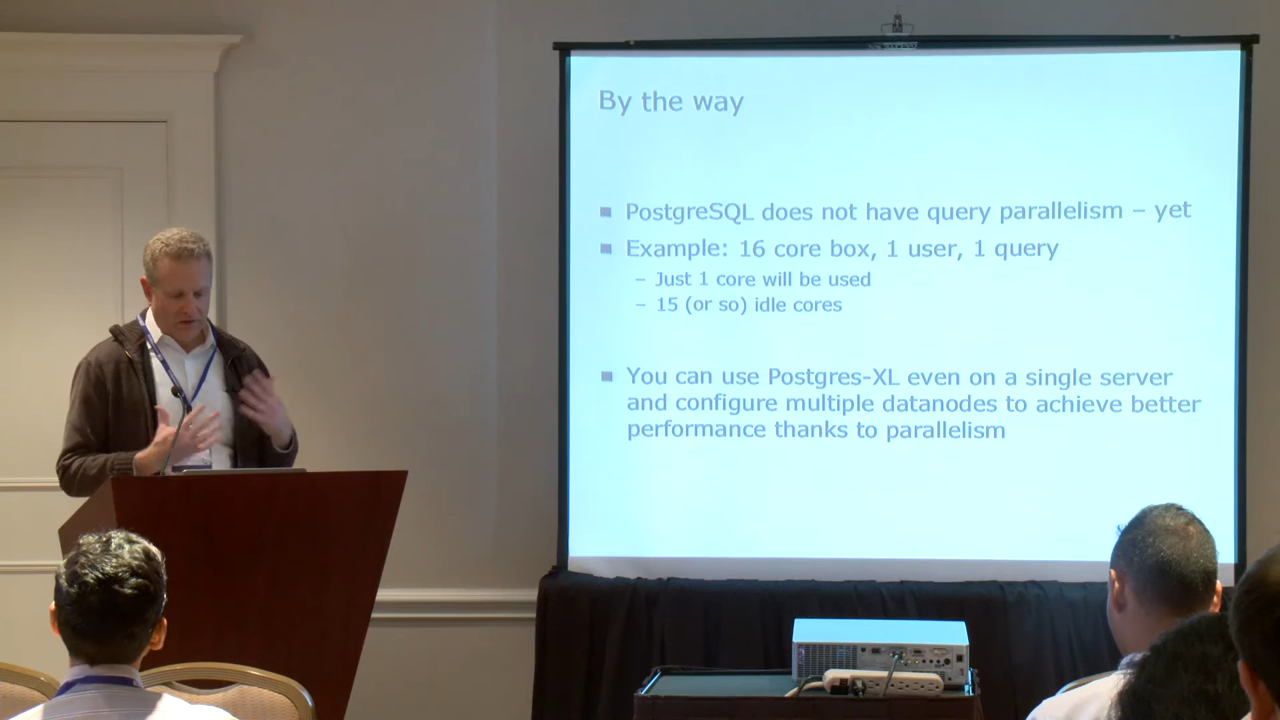 By the way
PostgreSQL does not have query parallelism – yet
Example: 16 core box, 1 user, 1 query
– Just 1 core will be used
– 15 (or so) idle cores
You can use Postgres-XL even on a single server
and configure multiple datanodes to achieve better
performance thanks to parallelism